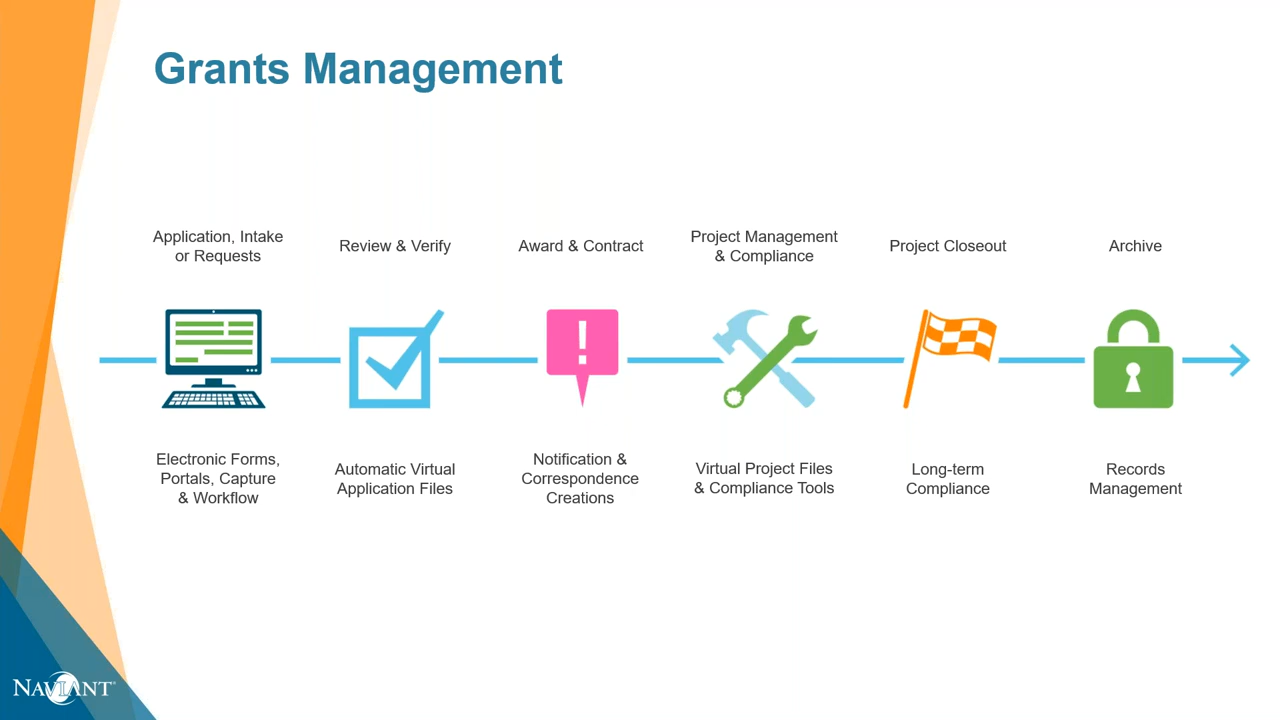 Grants Management
Application, Intake
or Requests
Review & Verify
Award & Contract
Project Management
& Compliance
Project Closeout
Archive
!
Electronic Forms,
Portals, Capture
& Workflow
Automatic Virtual
Application Files
Notification &
Correspondence
Creations
Virtual Project Files
& Compliance Tools
Long-term
Compliance
Records
Management
NAVIANT®